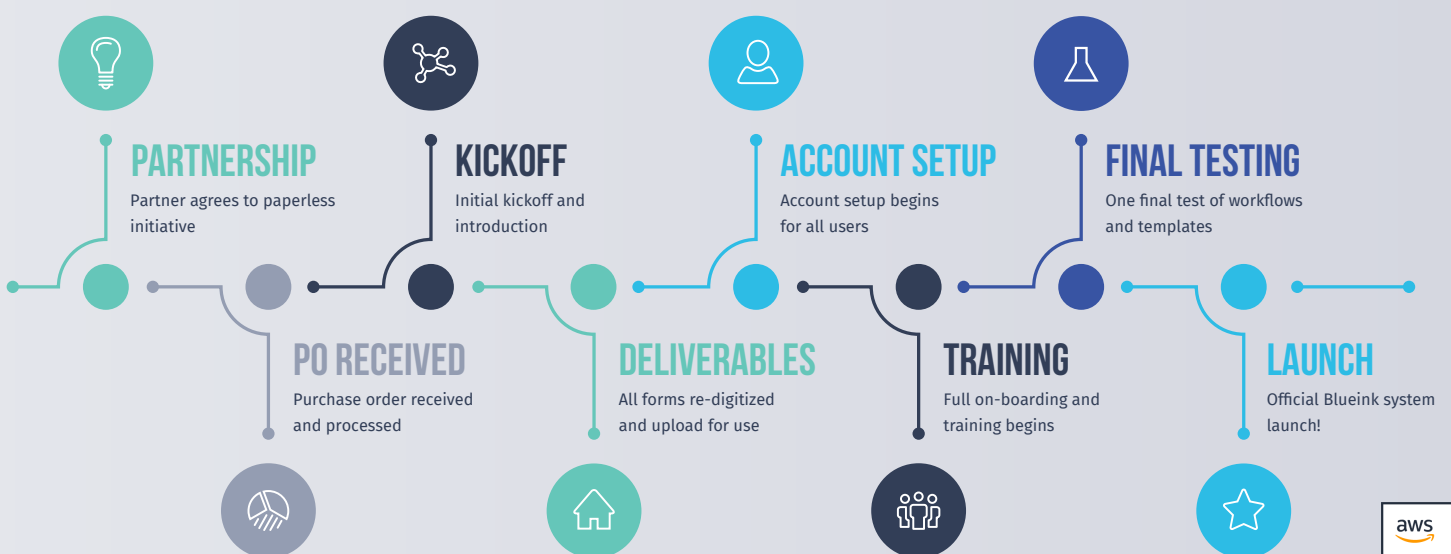 PARTNERSHIP
Partner agrees to paperless
initiative
PO RECEIVED
Purchase order received
and processed
KICKOFF
Initial kickoff and
introduction
DELIVERABLES
All forms re-digitized
and upload for use
ACCOUNT SETUP
Account setup begins
for all users
TRAINING
Full on-boarding and
training begins
FINAL TESTING
One final test of workflows
and templates
LAUNCH
Official Blueink system
launch!
aws